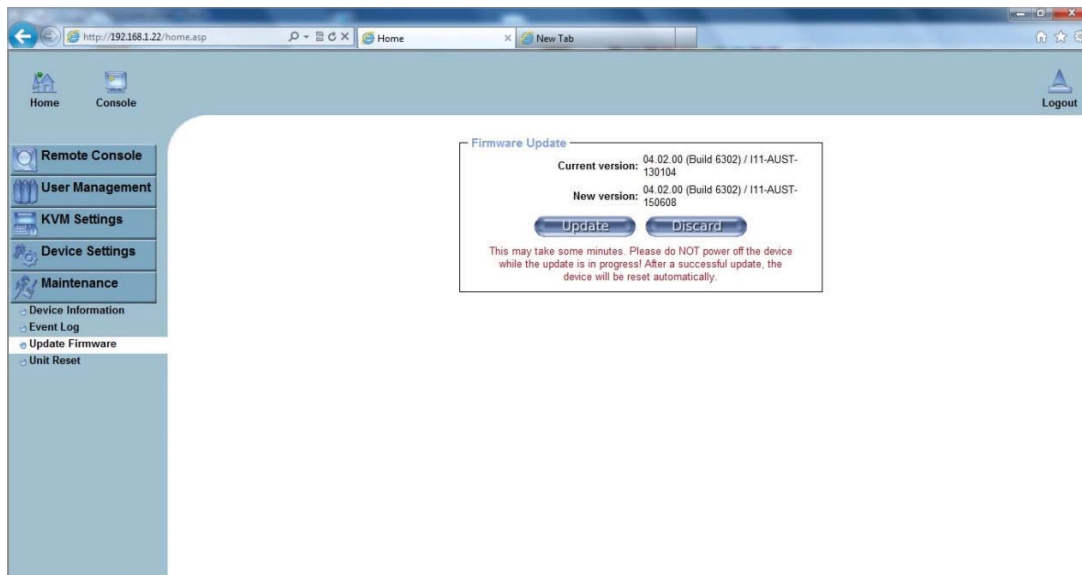 http://192.168.1.22/home.asp
Home
New Tab
Home
Console
Logout
Remote Console
User Management
KVM Settings
Device Settings
Maintenance
Device Information
Event Log
Update Firmware
Unit Reset
Firmware Update
Current version: 04.02.00 (Build 6302) / I11-AUST-
130104
New version: 04.02.00 (Build 6302) / I11-AUST-
150608
Update Discard
This may take some minutes. Please do NOT power off the device
while the update is in progress! After a successful update, the
device will be reset automatically.